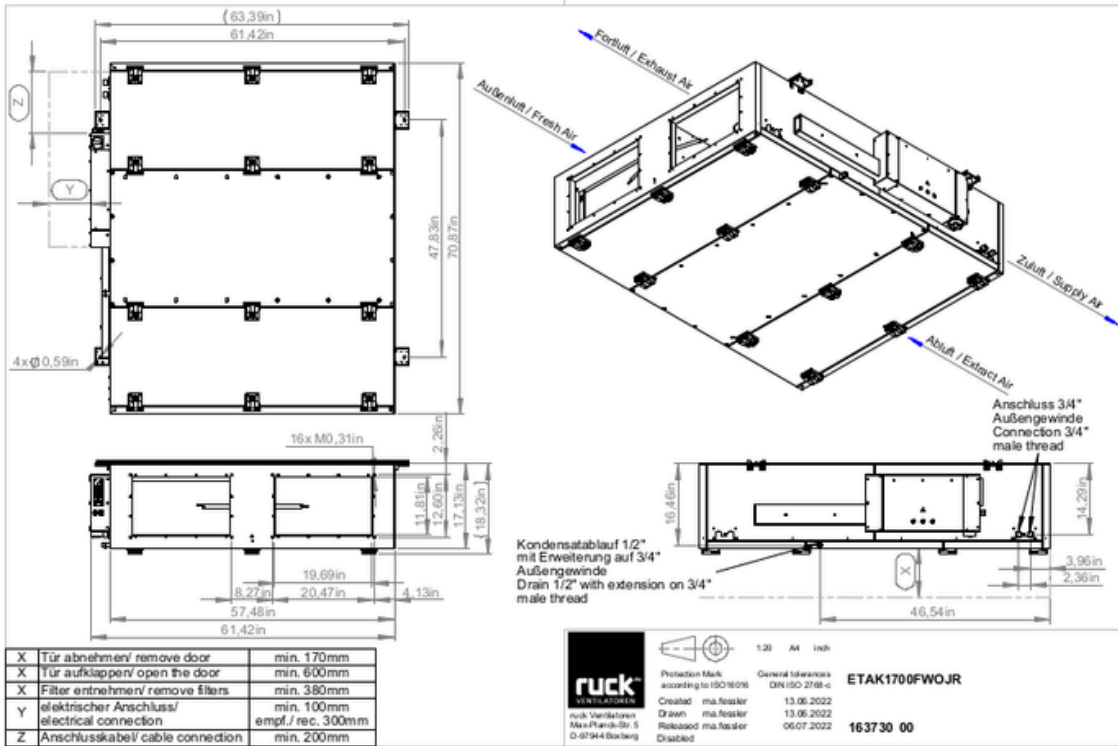 (63,39in)
61,42in
Z
Y
47,83in
70,87in
4x Ø0,59in
Fortluft / Exhaust Air
Außenluft / Fresh Air
Zuluft / Supply Air
Abluft / Extract Air
16x M0,31in
2,26in
11,81in
12,60in
17,13in
(18,32in)
19,69in
8,27in
20,47in
4,13in
57,48in
61,42in
Anschluss 3/4"
Außengewinde
Connection 3/4"
male thread
16,46in
14,29in
Kondensatablauf 1/2"
mit Erweiterung auf 3/4"
Außengewinde
Drain 1/2" with extension on 3/4"
male thread
X
3,96in
2,36in
46,54in
X Tür abnehmen/ remove door min. 170mm
X Tür aufklappen/ open the door min. 600mm
X Filter entnehmen/ remove filters min. 380mm
Y elektrischer Anschluss/ electrical connection min. 100mm empf./ rec. 300mm
Z Anschlusskabel/ cable connection min. 200mm
ruck
VENTILATOREN
ruck Ventilatoren
Max-Planck-Str. 5
D-97944 Boxberg
1:20 A4 inch
Protection Mark
according to ISO16016
General tolerances
DIN ISO 2768-c
ETAK1700FWOJR
Created ma.fessler 13.06.2022
Drawn ma.fessler 13.06.2022
Released ma.fessler 06.07.2022
Disabled
163730 00